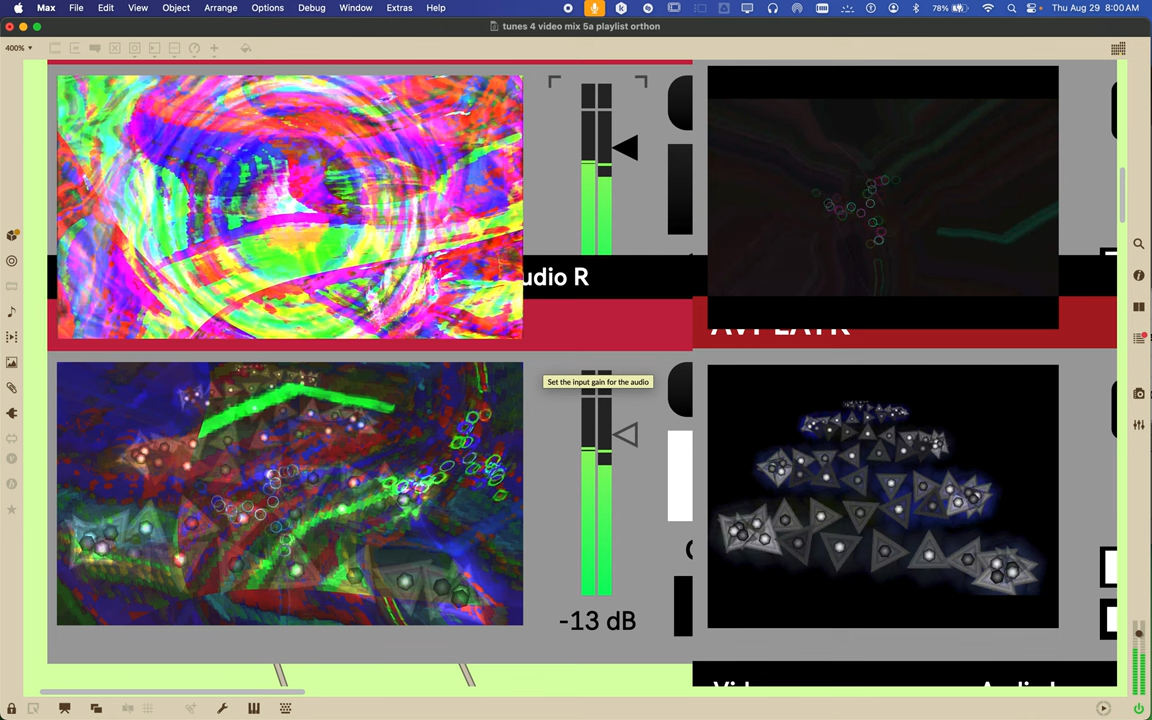 Max File Edit View Object Arrange Options Debug Window Extras Help 78% Thu Aug 29 8:00 AM
tunes 4 video mix 5a playlist orthon
400%
udio R
Set the input gain for the audio
-13 dB